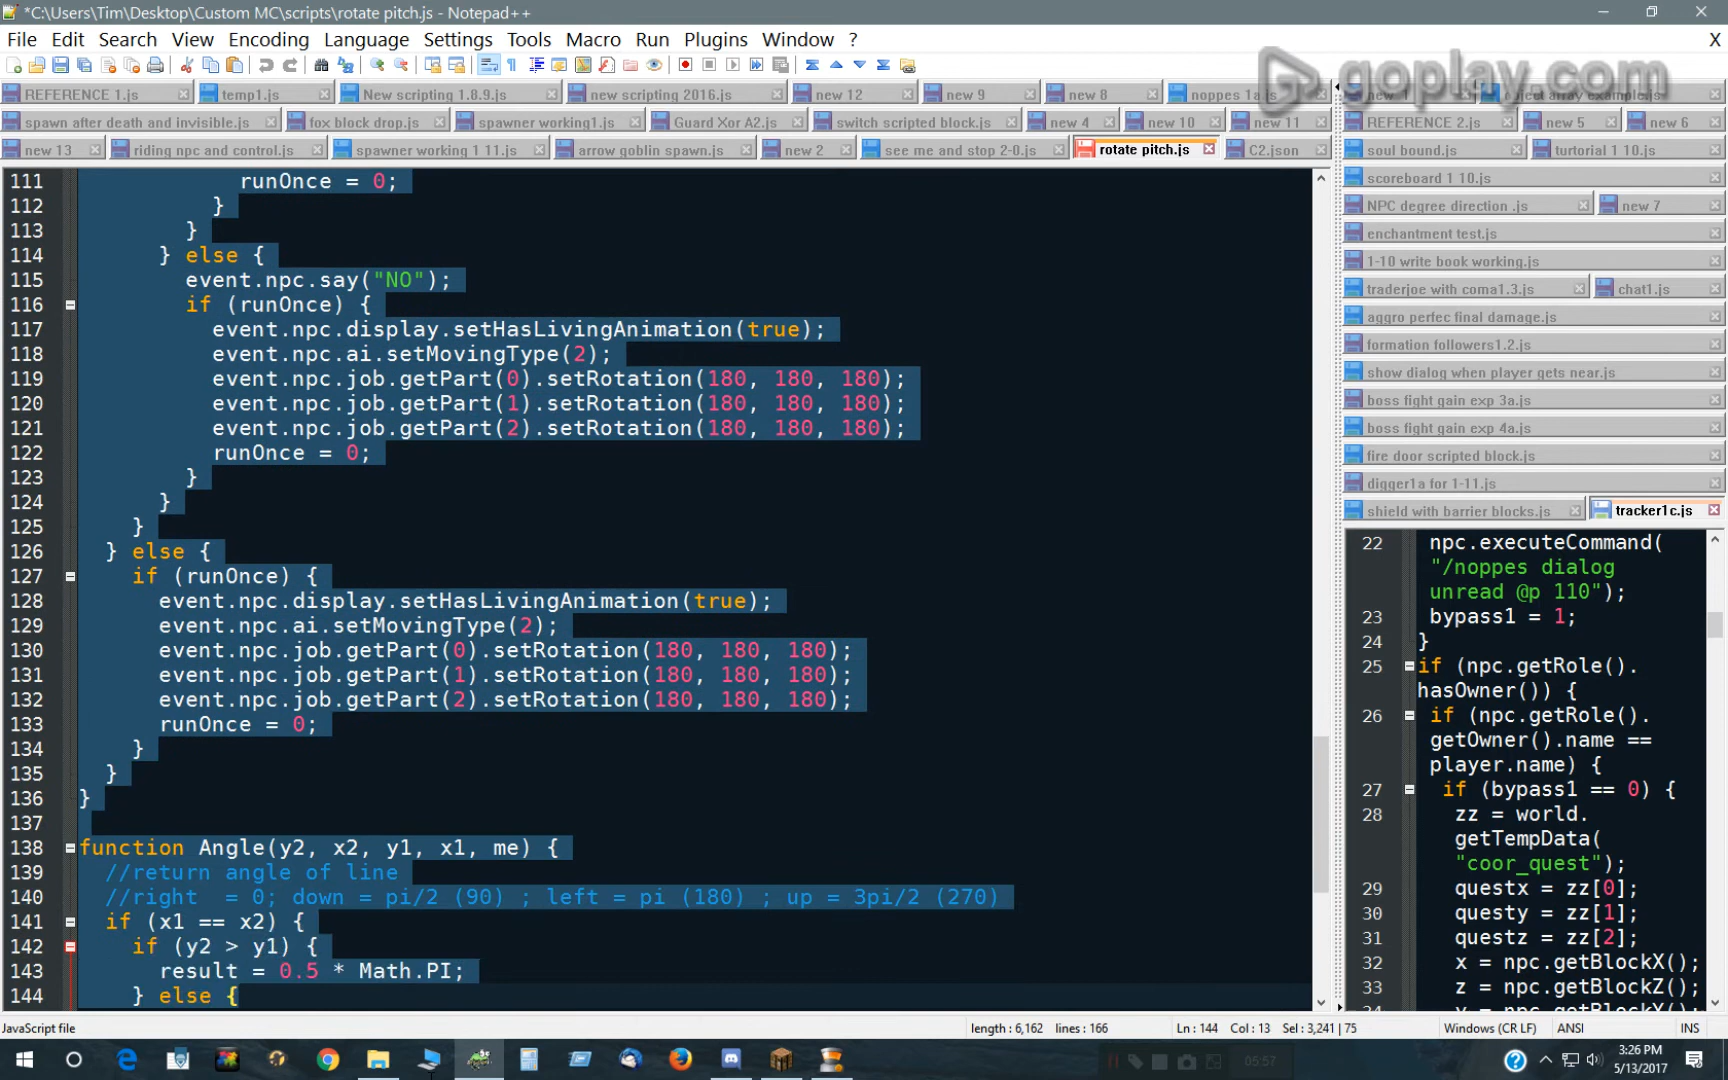 *C:\Users\Tim\Desktop\Custom MC\scripts\rotate pitch.js - Notepad++
File Edit Search View Encoding Language Settings Tools Macro Run Plugins Window ? X
goplay.com
REFERENCE 1.js temp1.js New scripting 1.8.9.js new scripting 2016.js new 12 new 9 new 8 noppes 1a.js
spawn after death and invisible.js fox block drop.js spawner working1.js Guard Xor A2.js switch scripted block.js new 4 new 10 new 11
new 13 riding npc and control.js spawner working 1 11.js arrow goblin spawn.js new 2 see me and stop 2-0.js rotate pitch.js C2.json
111 runOnce = 0;
112 }
113 }
114 } else {
115 event.npc.say("NO");
116 if (runOnce) {
117 event.npc.display.setHasLivingAnimation(true);
118 event.npc.ai.setMovingType(2);
119 event.npc.job.getPart(0).setRotation(180, 180, 180);
120 event.npc.job.getPart(1).setRotation(180, 180, 180);
121 event.npc.job.getPart(2).setRotation(180, 180, 180);
122 runOnce = 0;
123 }
124 }
125 }
126 } else {
127 if (runOnce) {
128 event.npc.display.setHasLivingAnimation(true);
129 event.npc.ai.setMovingType(2);
130 event.npc.job.getPart(0).setRotation(180, 180, 180);
131 event.npc.job.getPart(1).setRotation(180, 180, 180);
132 event.npc.job.getPart(2).setRotation(180, 180, 180);
133 runOnce = 0;
134 }
135 }
136 }
137
138 function Angle(y2, x2, y1, x1, me) {
139 //return angle of line
140 //right = 0; down = pi/2 (90) ; left = pi (180) ; up = 3pi/2 (270)
141 if (x1 == x2) {
142 if (y2 > y1) {
143 result = 0.5 * Math.PI;
144 } else {
new 1 object array example.js
REFERENCE 2.js new 5 new 6
soul bound.js turtorial 1 10.js
scoreboard 1 10.js
NPC degree direction .js new 7
enchantment test.js
1-10 write book working.js
traderjoe with coma1.3.js chat1.js
aggro perfec final damage.js
formation followers1.2.js
show dialog when player gets near.js
boss fight gain exp 3a.js
boss fight gain exp 4a.js
fire door scripted block.js
digger1a for 1-11.js
shield with barrier blocks.js tracker1c.js
22 npc.executeCommand(
"/noppes dialog
unread @p 110");
23 bypass1 = 1;
24 }
25 if (npc.getRole().
hasOwner()) {
26 if (npc.getRole().
getOwner().name ==
player.name) {
27 if (bypass1 == 0) {
28 zz = world.
getTempData(
"coor_quest");
29 questx = zz[0];
30 questy = zz[1];
31 questz = zz[2];
32 x = npc.getBlockX();
33 z = npc.getBlockZ();
JavaScript file length : 6,162 lines : 166 Ln : 144 Col : 13 Sel : 3,241 | 75 Windows (CR LF) ANSI INS
05:57
3:26 PM
5/13/2017